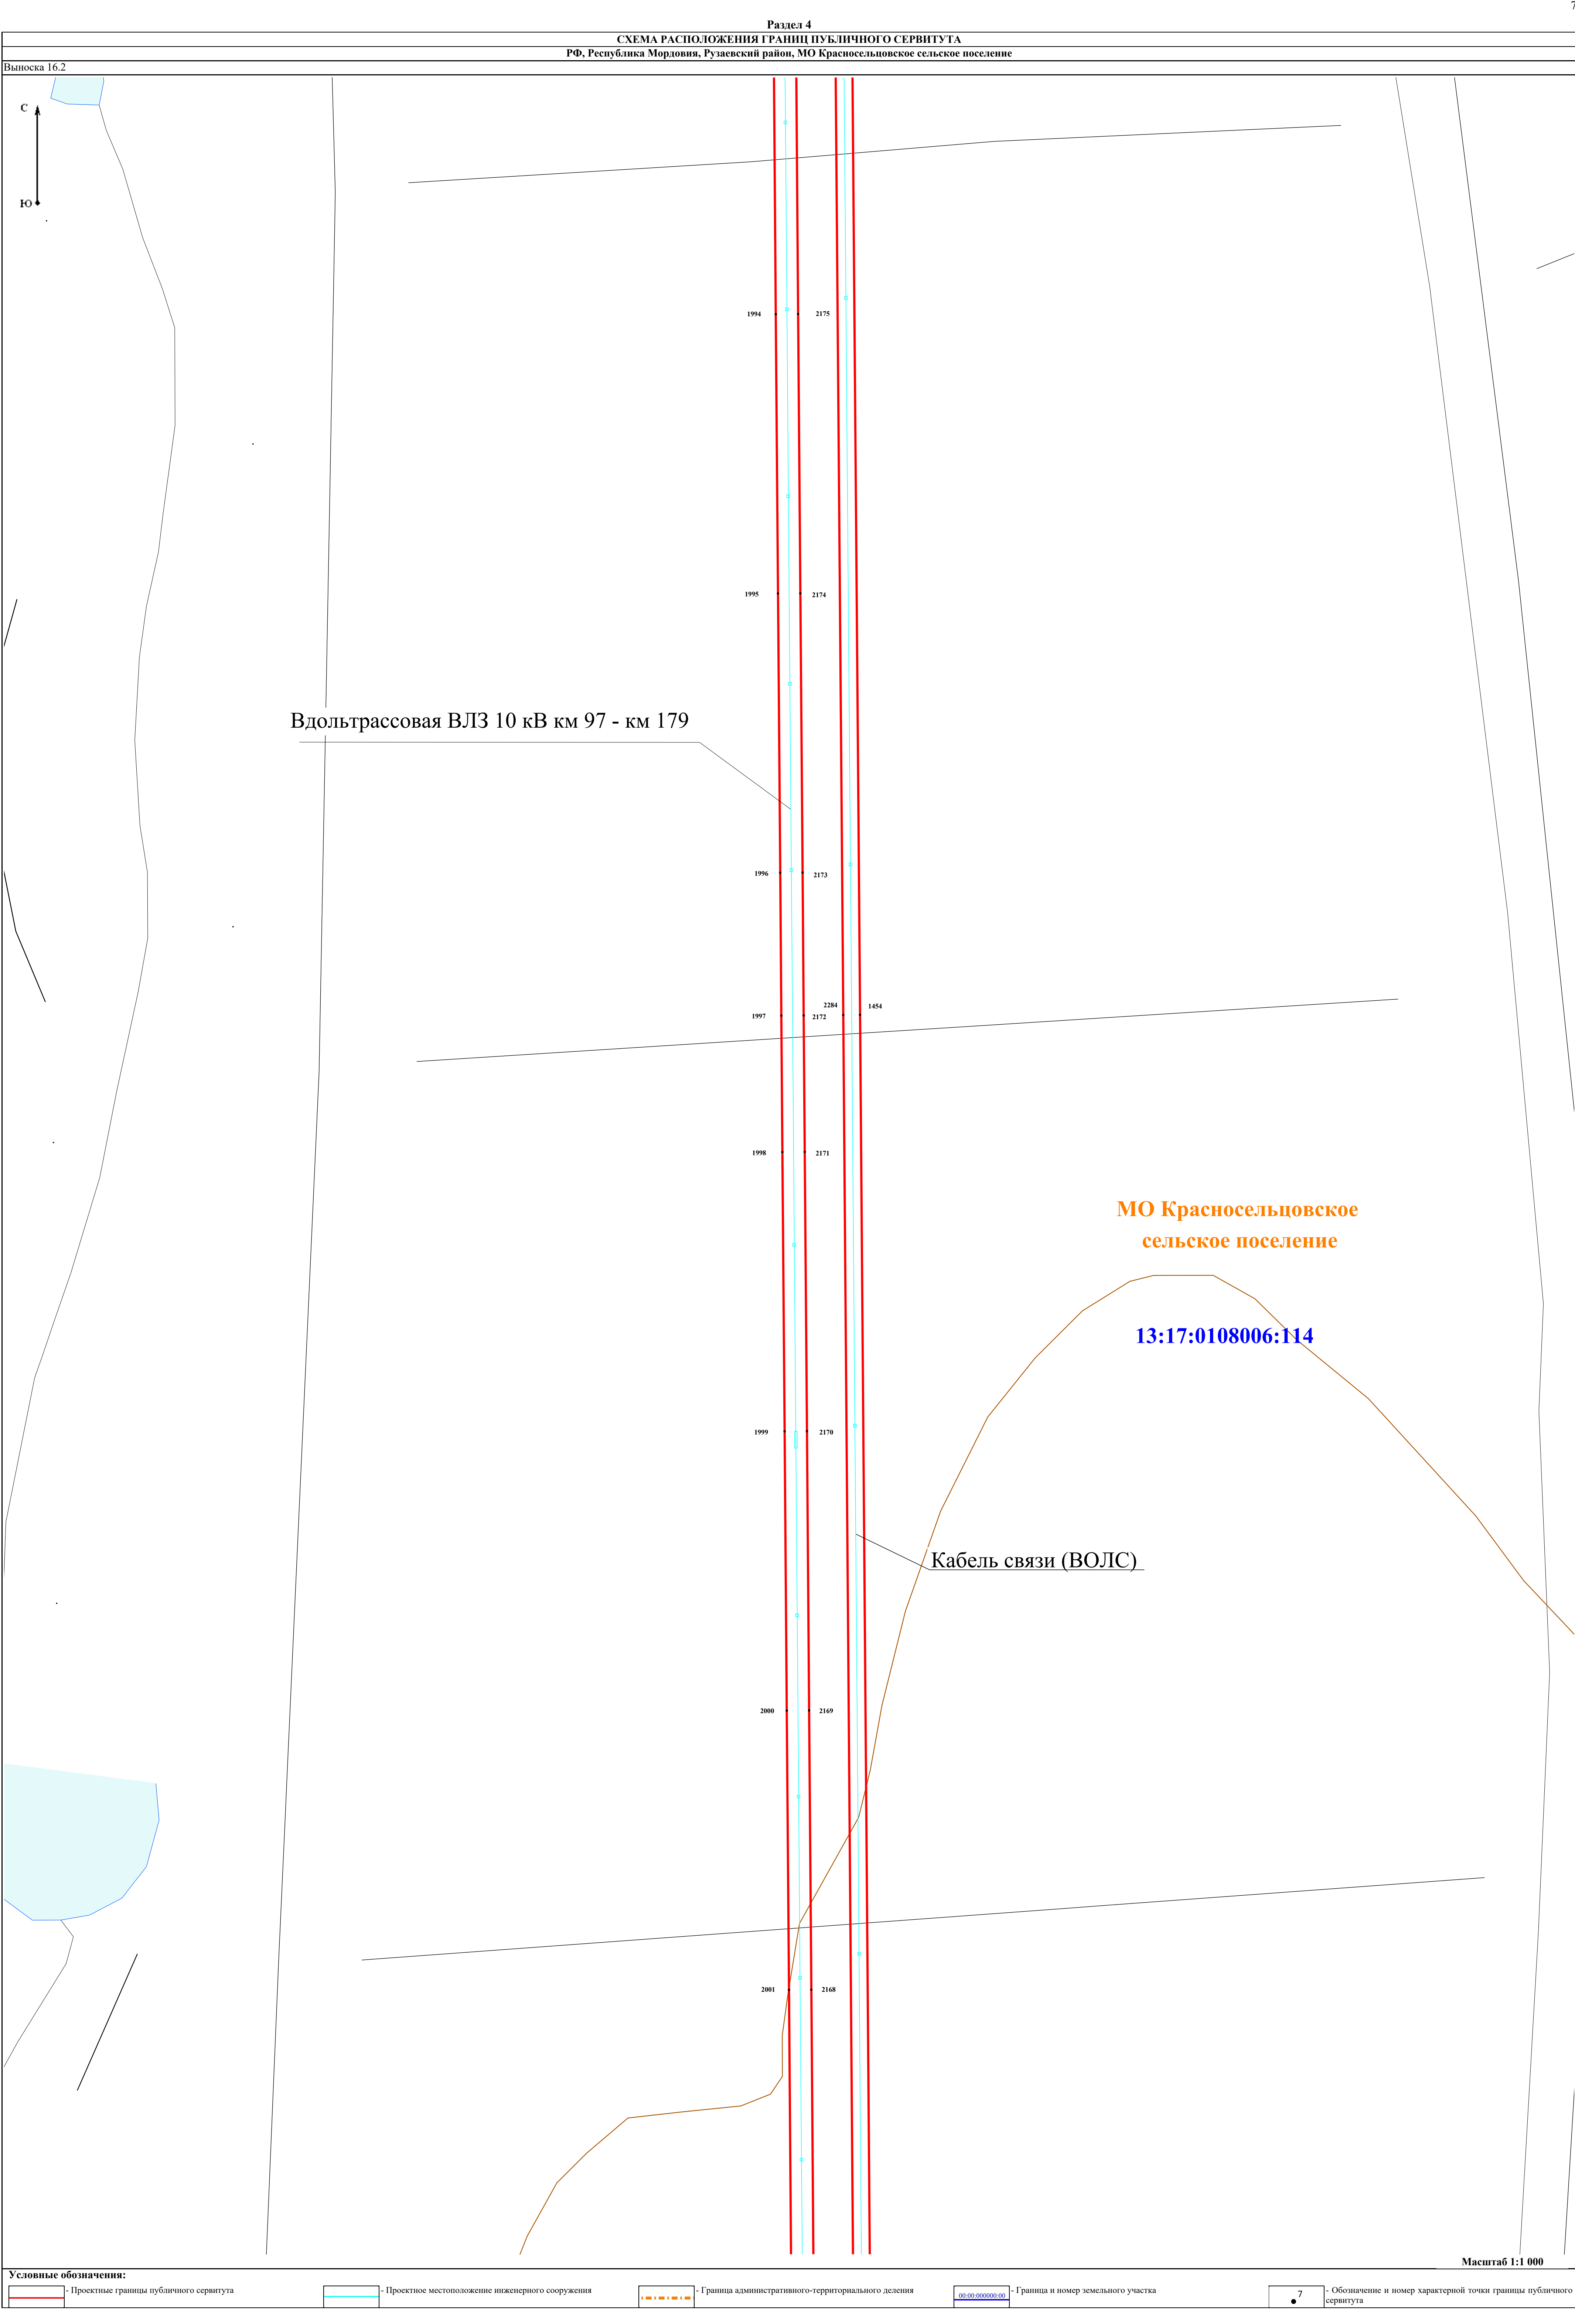 7
Раздел 4
СХЕМА РАСПОЛОЖЕНИЯ ГРАНИЦ ПУБЛИЧНОГО СЕРВИТУТА
РФ, Республика Мордовия, Рузаевский район, МО Красносельцовское сельское поселение
Выноска 16.2
С
Ю
1994
2175
1995
2174
Вдольтрассовая ВЛЗ 10 кВ км 97 - км 179
1996
2173
2284
1454
1997
2172
1998
2171
МО Красносельцовское
сельское поселение
13:17:0108006:114
1999
2170
Кабель связи (ВОЛС)
2000
2169
2001
2168
Масштаб 1:1 000
Условные обозначения:
- Проектные границы публичного сервитута
- Проектное местоположение инженерного сооружения
- Граница административно-территориального деления
00:00:000000:00
- Граница и номер земельного участка
7
- Обозначение и номер характерной точки границы публичного
сервитута